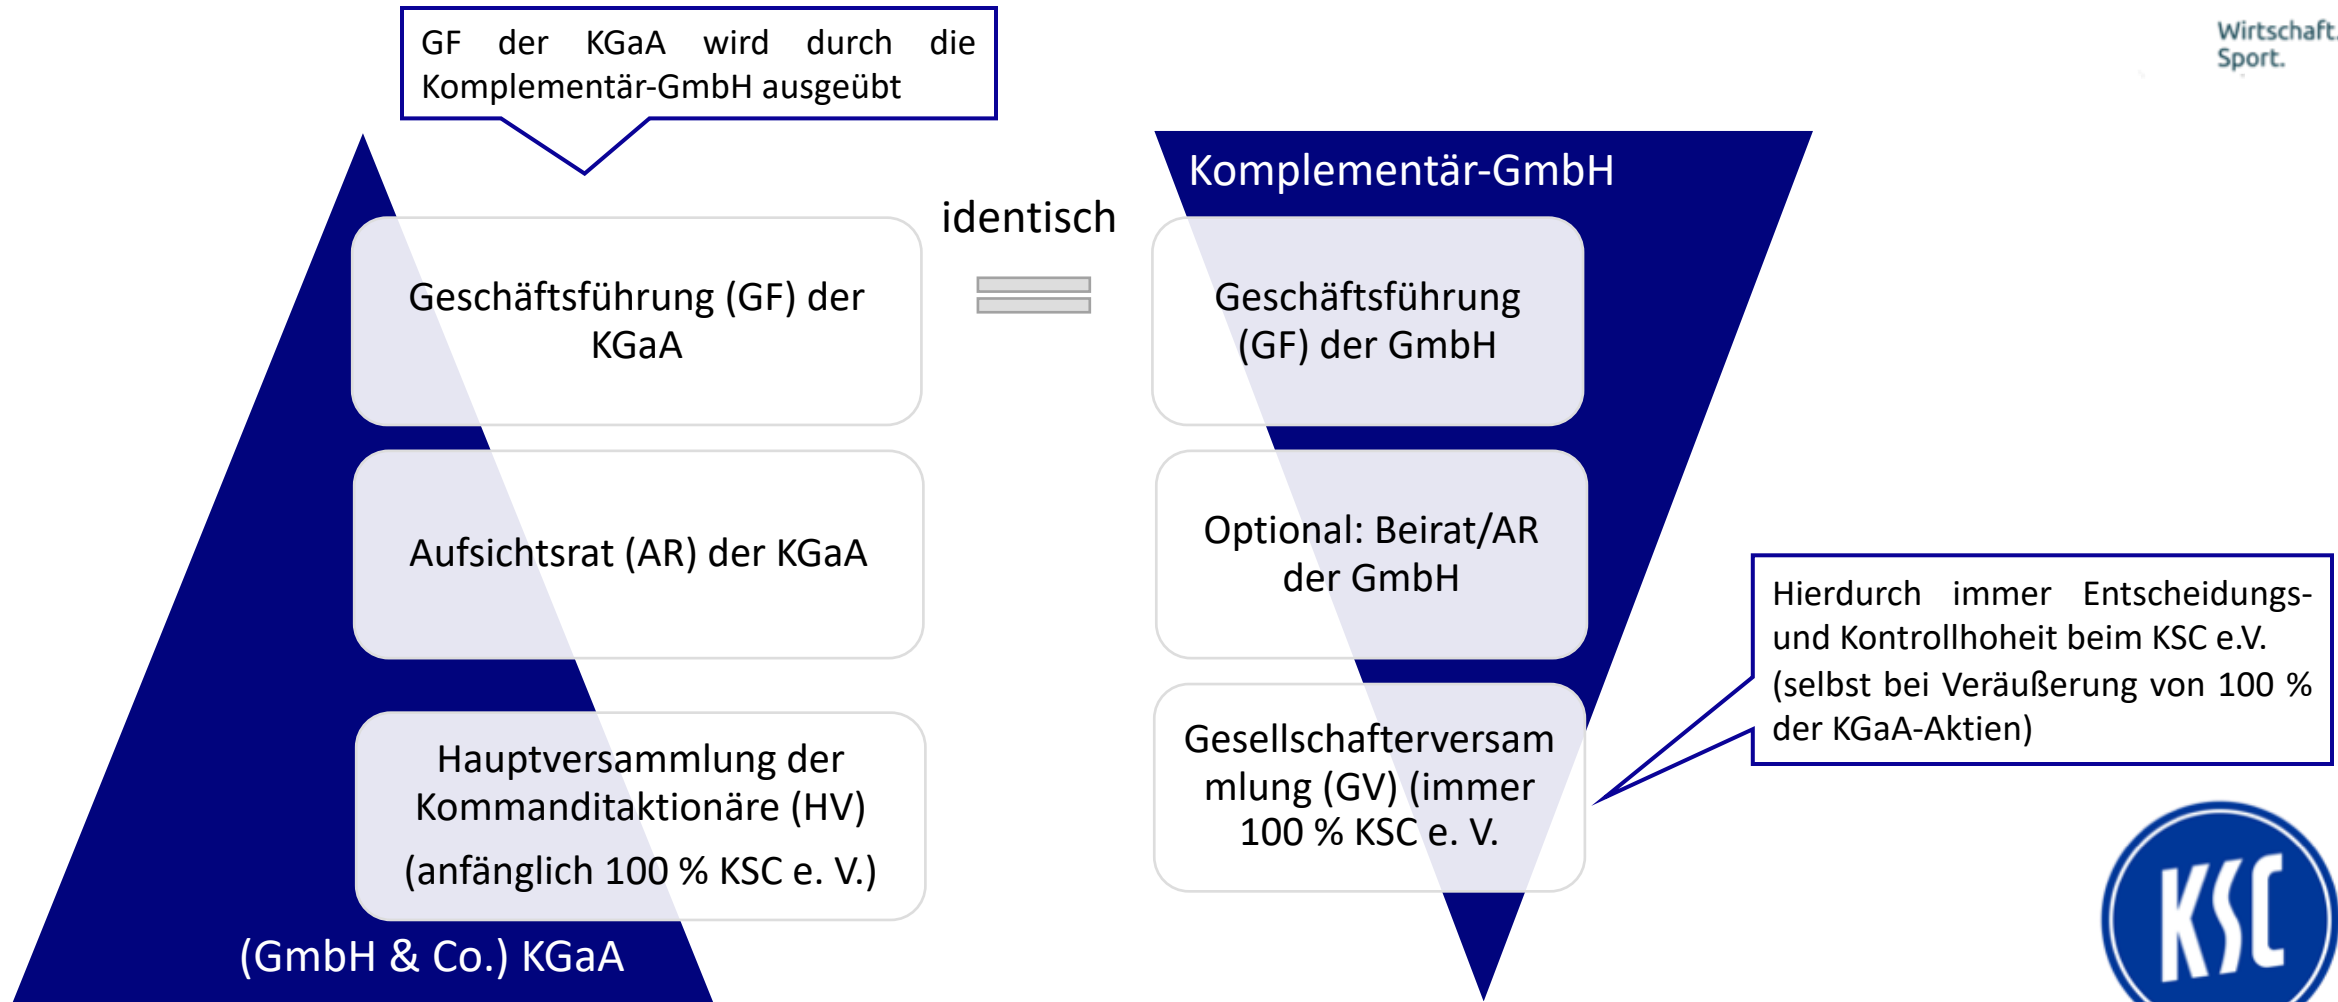 GF der KGaA wird durch die
Komplementär-GmbH ausgeübt
Wirtschaft.
Sport.
Komplementär-GmbH
identisch
Geschäftsführung (GF) der
KGaA
Geschäftsführung
(GF) der GmbH
Aufsichtsrat (AR) der KGaA
Optional: Beirat/AR
der GmbH
Hierdurch immer Entscheidungs-
und Kontrollhoheit beim KSC e.V.
(selbst bei Veräußerung von 100 %
der KGaA-Aktien)
Hauptversammlung der
Kommanditaktionäre (HV)
(anfänglich 100 % KSC e. V.)
Gesellschafterversam
mlung (GV) (immer
100 % KSC e. V.
(GmbH & Co.) KGaA
KSC